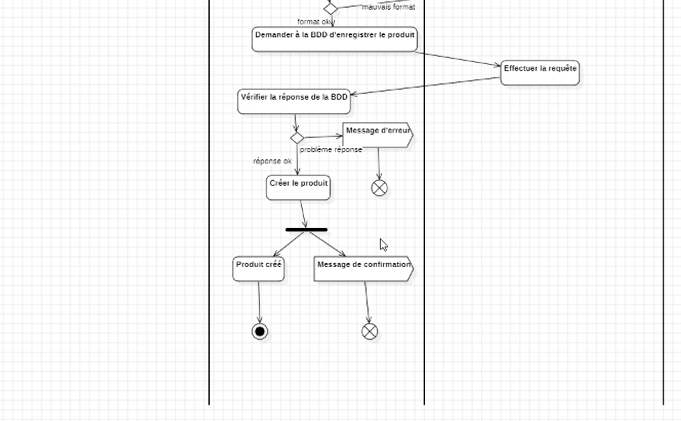 mauvais format
format ok
Demander à la BDD d'enregistrer le produit
Effectuer la requête
Vérifier la réponse de la BDD
Message d'erreur
problème réponse
réponse ok
Créer le produit
Produit créé
Message de confirmation